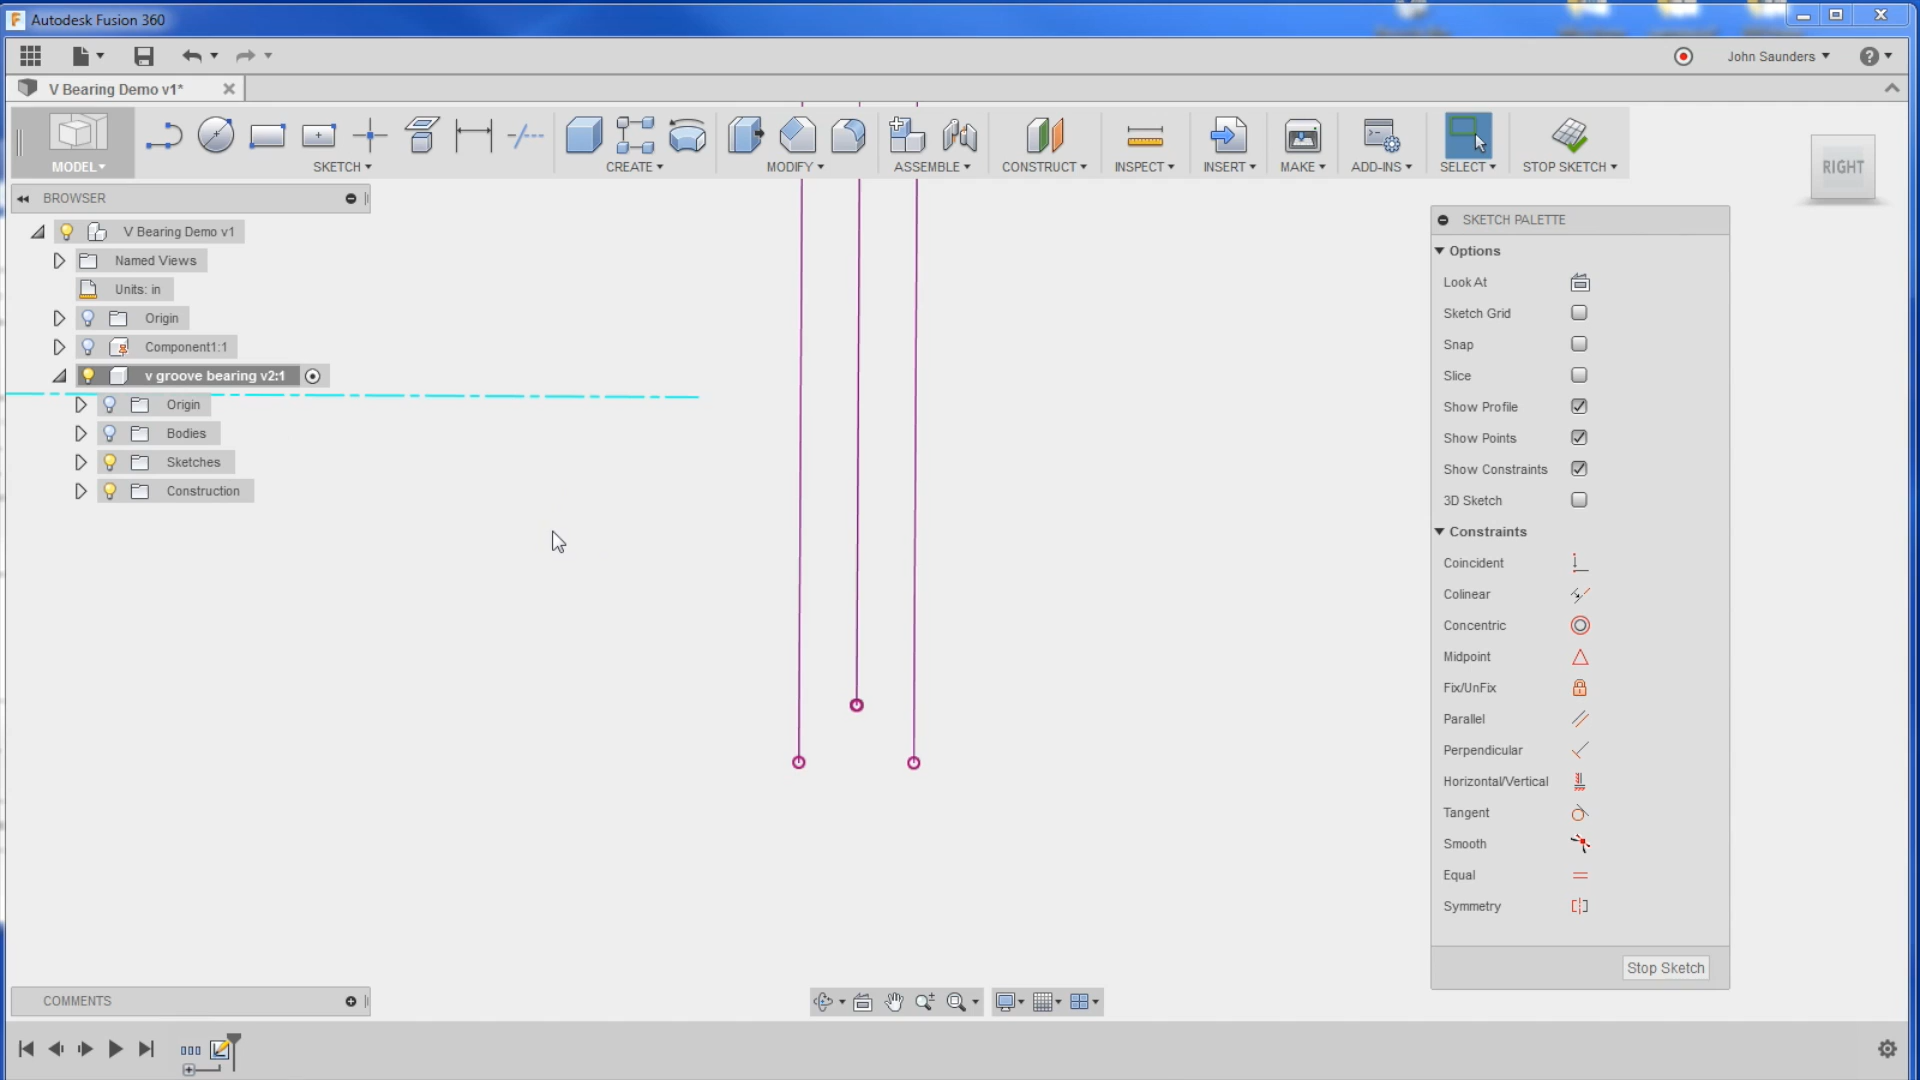 Autodesk Fusion 360
John Saunders
V Bearing Demo v1*
MODEL
SKETCH
CREATE
MODIFY
ASSEMBLE
CONSTRUCT
INSPECT
INSERT
MAKE
ADD-INS
SELECT
STOP SKETCH
RIGHT
BROWSER
V Bearing Demo v1
Named Views
Units: in
Origin
Component1:1
v groove bearing v2:1
Origin
Bodies
Sketches
Construction
SKETCH PALETTE
Options
Look At
Sketch Grid
Snap
Slice
Show Profile
Show Points
Show Constraints
3D Sketch
Constraints
Coincident
Colinear
Concentric
Midpoint
Fix/UnFix
Parallel
Perpendicular
Horizontal/Vertical
Tangent
Smooth
Equal
Symmetry
Stop Sketch
COMMENTS